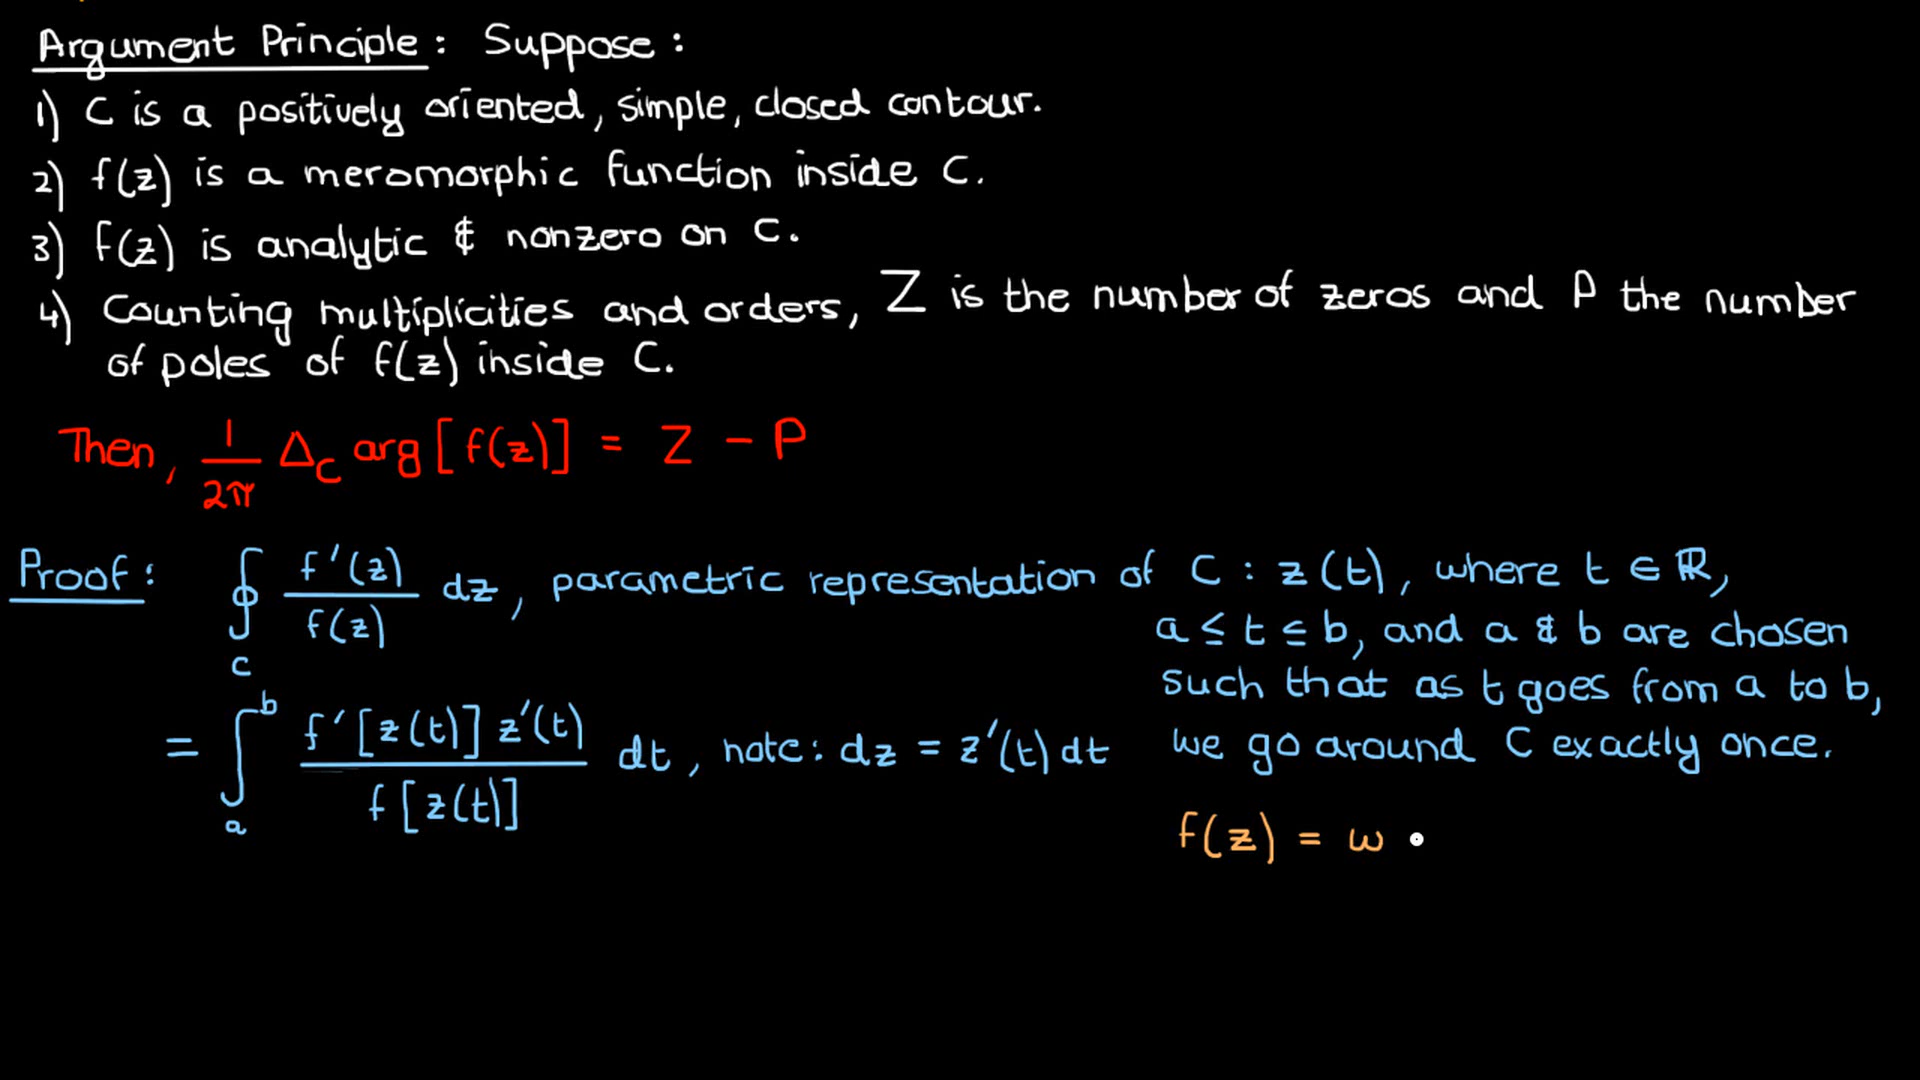 Argument Principle: Suppose:
1) C is a positively oriented, simple, closed contour.
2) f(z) is a meromorphic function inside C.
3) f(z) is analytic & nonzero on C.
4) Counting multiplicities and orders, Z is the number of zeros and P the number
of poles of f(z) inside C.
Then, 1/2π Δ_C arg[f(z)] = Z - P
Proof: ∮_C f'(z)/f(z) dz, parametric representation of C: z(t), where t ∈ ℝ,
a ≤ t ≤ b, and a & b are chosen
such that as t goes from a to b,
we go around C exactly once.
= ∫_a^b f'[z(t)] z'(t)/f[z(t)] dt, note: dz = z'(t) dt
f(z) = ω